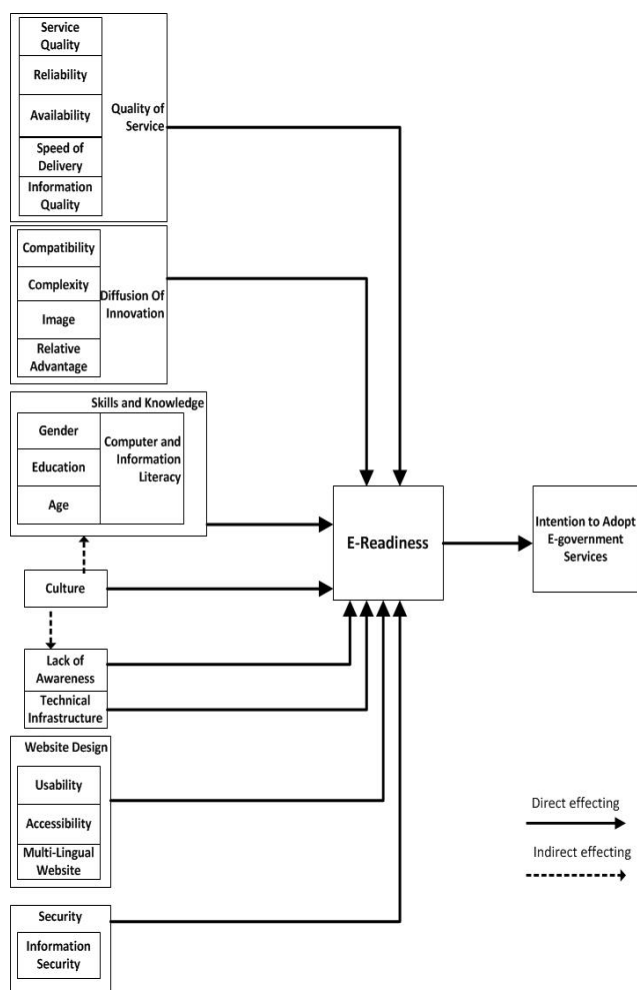 Service
Quality
Reliability
Availability
Speed of
Delivery
Information
Quality
Quality of
Service
Compatibility
Complexity
Image
Relative
Advantage
Diffusion Of
Innovation
Skills and Knowledge
Gender
Education
Age
Computer and
Information
Literacy
Culture
Lack of
Awareness
Technical
Infrastructure
Website Design
Usability
Accessibility
Multi-Lingual
Website
Security
Information
Security
E-Readiness
Intention to Adopt
E-government
Services
Direct effecting
Indirect effecting